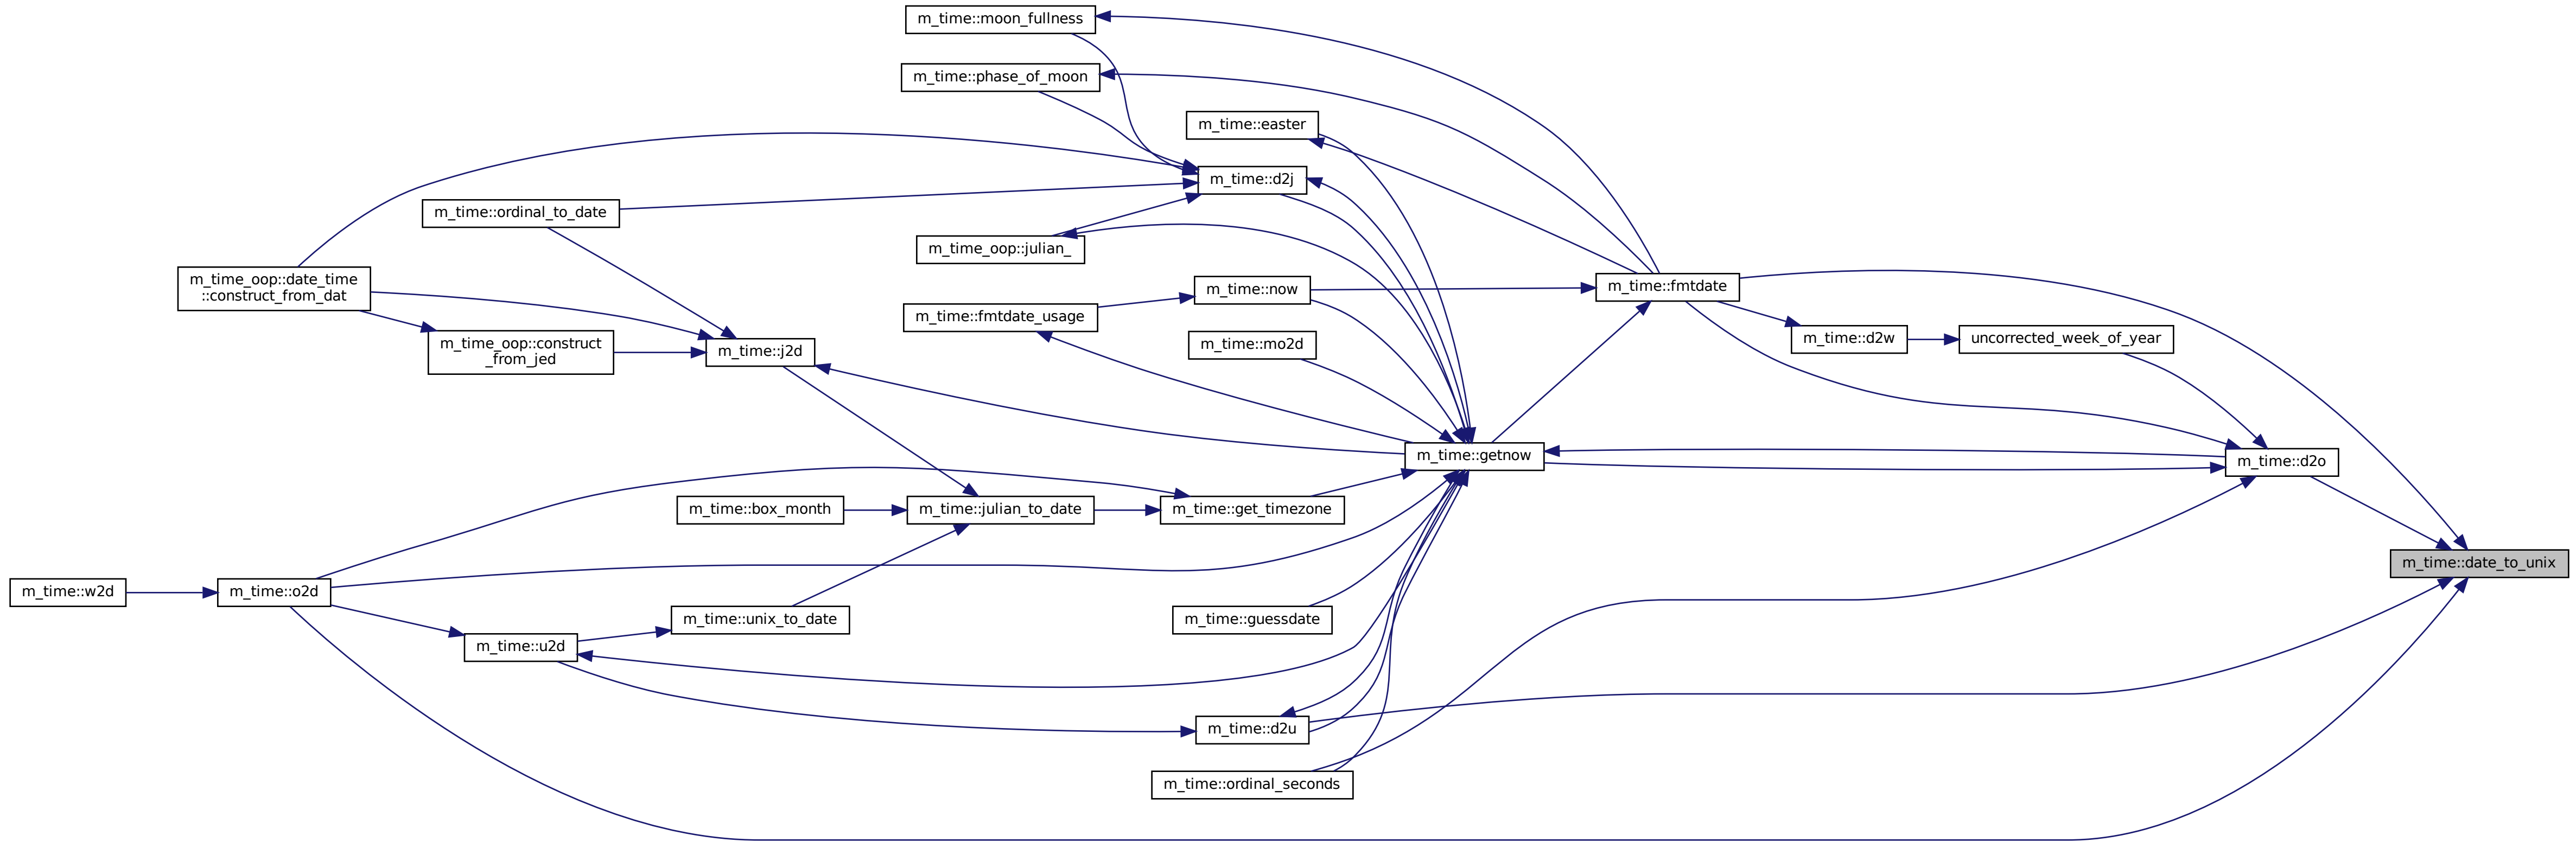 m_time::moon_fullness
m_time::phase_of_moon
m_time::easter
m_time::d2j
m_time::ordinal_to_date
m_time_oop::julian_
m_time_oop::date_time
::construct_from_dat
m_time::now
m_time::fmtdate
m_time::fmtdate_usage
m_time_oop::construct
_from_jed
m_time::j2d
m_time::mo2d
m_time::d2w
uncorrected_week_of_year
m_time::getnow
m_time::d2o
m_time::box_month
m_time::julian_to_date
m_time::get_timezone
m_time::date_to_unix
m_time::w2d
m_time::o2d
m_time::unix_to_date
m_time::guessdate
m_time::u2d
m_time::d2u
m_time::ordinal_seconds